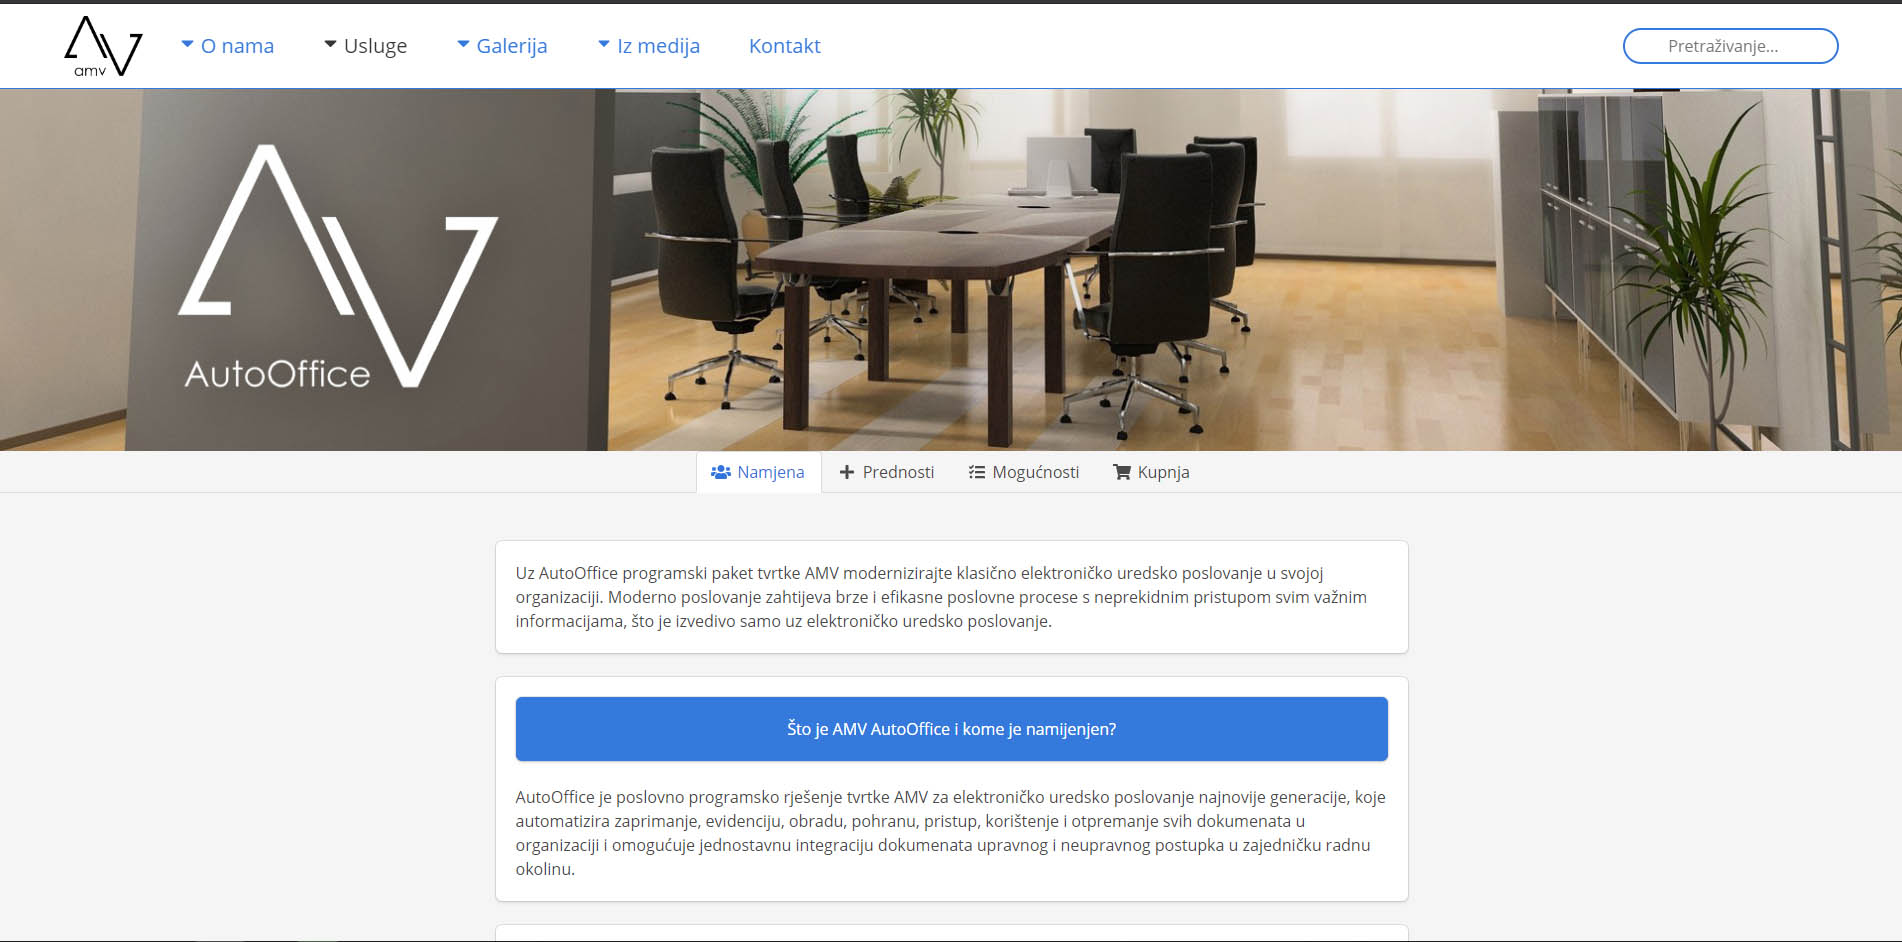 amv
O nama
Usluge
Galerija
Iz medija
Kontakt
Pretraživanje...
AutoOffice
Namjena
Prednosti
Mogućnosti
Kupnja
Uz AutoOffice programski paket tvrtke AMV modernizirajte klasično elektroničko uredsko poslovanje u svojoj
organizaciji. Moderno poslovanje zahtijeva brze i efikasne poslovne procese s neprekidnim pristupom svim važnim
informacijama, što je izvedivo samo uz elektroničko uredsko poslovanje.
Što je AMV AutoOffice i kome je namijenjen?
AutoOffice je poslovno programsko rješenje tvrtke AMV za elektroničko uredsko poslovanje najnovije generacije, koje
automatizira zaprimanje, evidenciju, obradu, pohranu, pristup, korištenje i otpremanje svih dokumenata u
organizaciji i omogućuje jednostavnu integraciju dokumenata upravnog i neupravnog postupka u zajedničku radnu
okolinu.